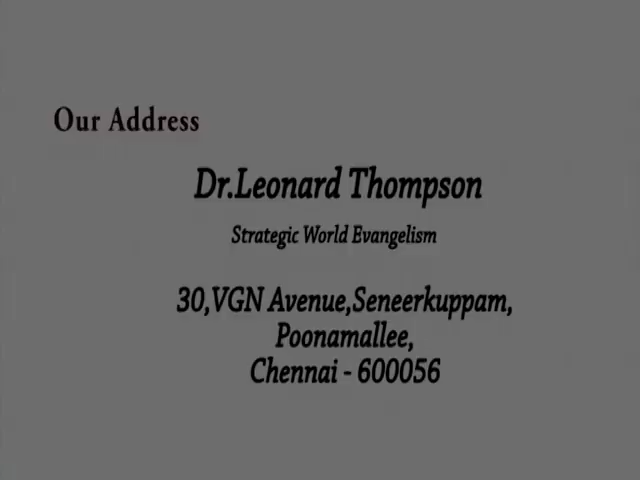 Our Address
Dr.Leonard Thompson
Strategic World Evangelism
30,VGN Avenue,Seneerkuppam,
Poonamallee,
Chennai - 600056